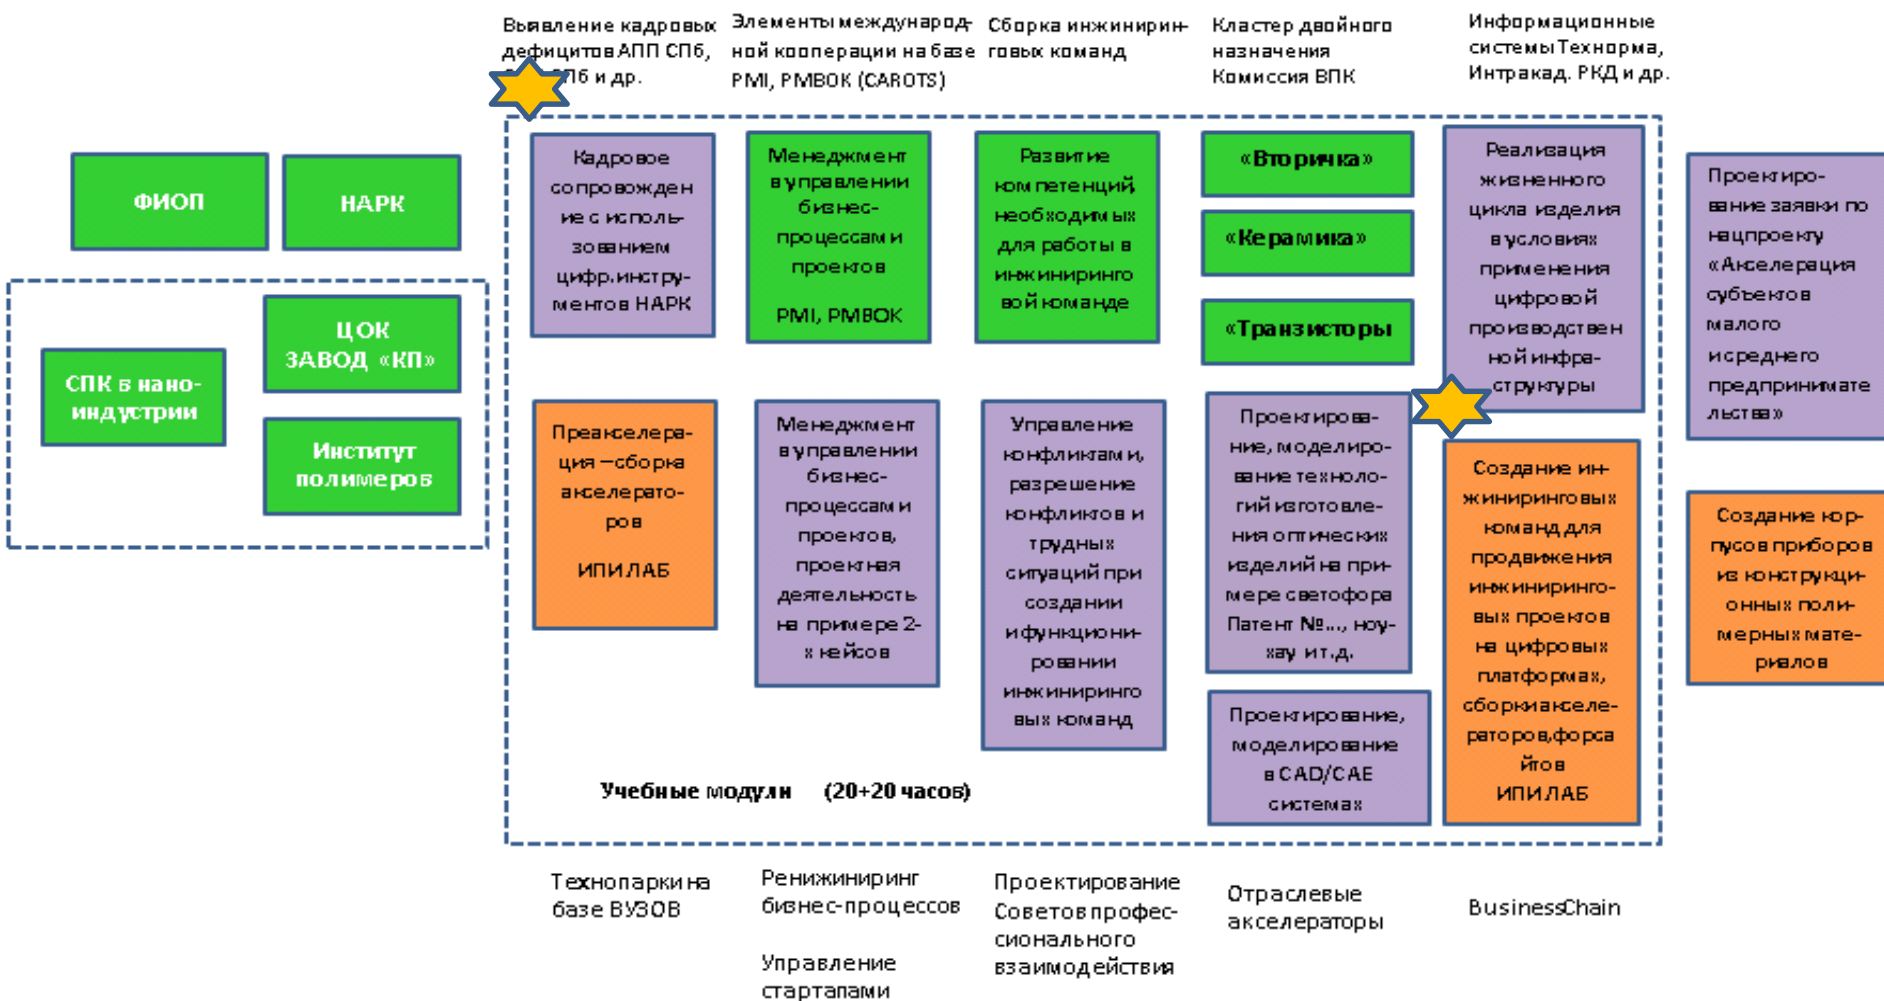 Выявление кадровых
дефицитов АПП СПб,
СПб и др.
Элементы международ-
ной кооперации на базе
PMI, PMBOK (CAROTS)
Сборка инжинирин-
говых команд
Кластер двойного
назначения
Комиссия ВПК
Информационные
системы Технорма,
Интракад. РКД и др.
ФИОП
НАРК
СПК в нано-
индустрии
ЦОК
ЗАВОД «КП»
Институт
полимеров
Кадровое
сопровожден
ие с исполь-
зованием
цифр.инстру-
ментов НАРК
Менеджмент
в управлении
бизнес-
процессами и
проектов
PMI, PMBOK
Развитие
компетенций,
необходимых
для работы в
инжиниринго
вой команде
«Вторичка»
«Керамика»
«Транзисторы
Реализация
жизненного
цикла изделия
в условиях
применения
цифровой
производствен
ной инфра-
структуры
Проектиро-
вание заявки по
нацпроекту
«Акселерация
субъектов
малого
и среднего
предпринимате
льства»
Преакселера-
ция – сборка
акселерато-
ров
ИПИ ЛАБ
Менеджмент
в управлении
бизнес-
процессами и
проектов,
проектная
деятельность
на примере 2-
х кейсов
Управление
конфликтами,
разрешение
конфликтов и
трудных
ситуаций при
создании
и функциони-
ровании
инжиниринго
вых команд
Проектирова-
ние, моделиро-
вание техноло-
гий изготовле-
ния оптических
изделий на при-
мере светофора
Патент №..., ноу-
хау и т.д.
Проектирование,
моделирование
в CAD/CAE
системах
Создание ин-
жиниринговых
команд для
продвижения
инжиниринго-
вых проектов
на цифровых
платформах,
сборки акселе-
раторов,форса
йтов
ИПИ ЛАБ
Создание кор-
пусов приборов
из конструкци-
онных поли-
мерных мате-
риалов
Учебные модули (20+20 часов)
Технопарки на
базе ВУЗОВ
Ренижиниринг
бизнес-процессов
Управление
стартапами
Проектирование
Советов профес-
сионального
взаимодействия
Отраслевые
акселераторы
BusinessChain